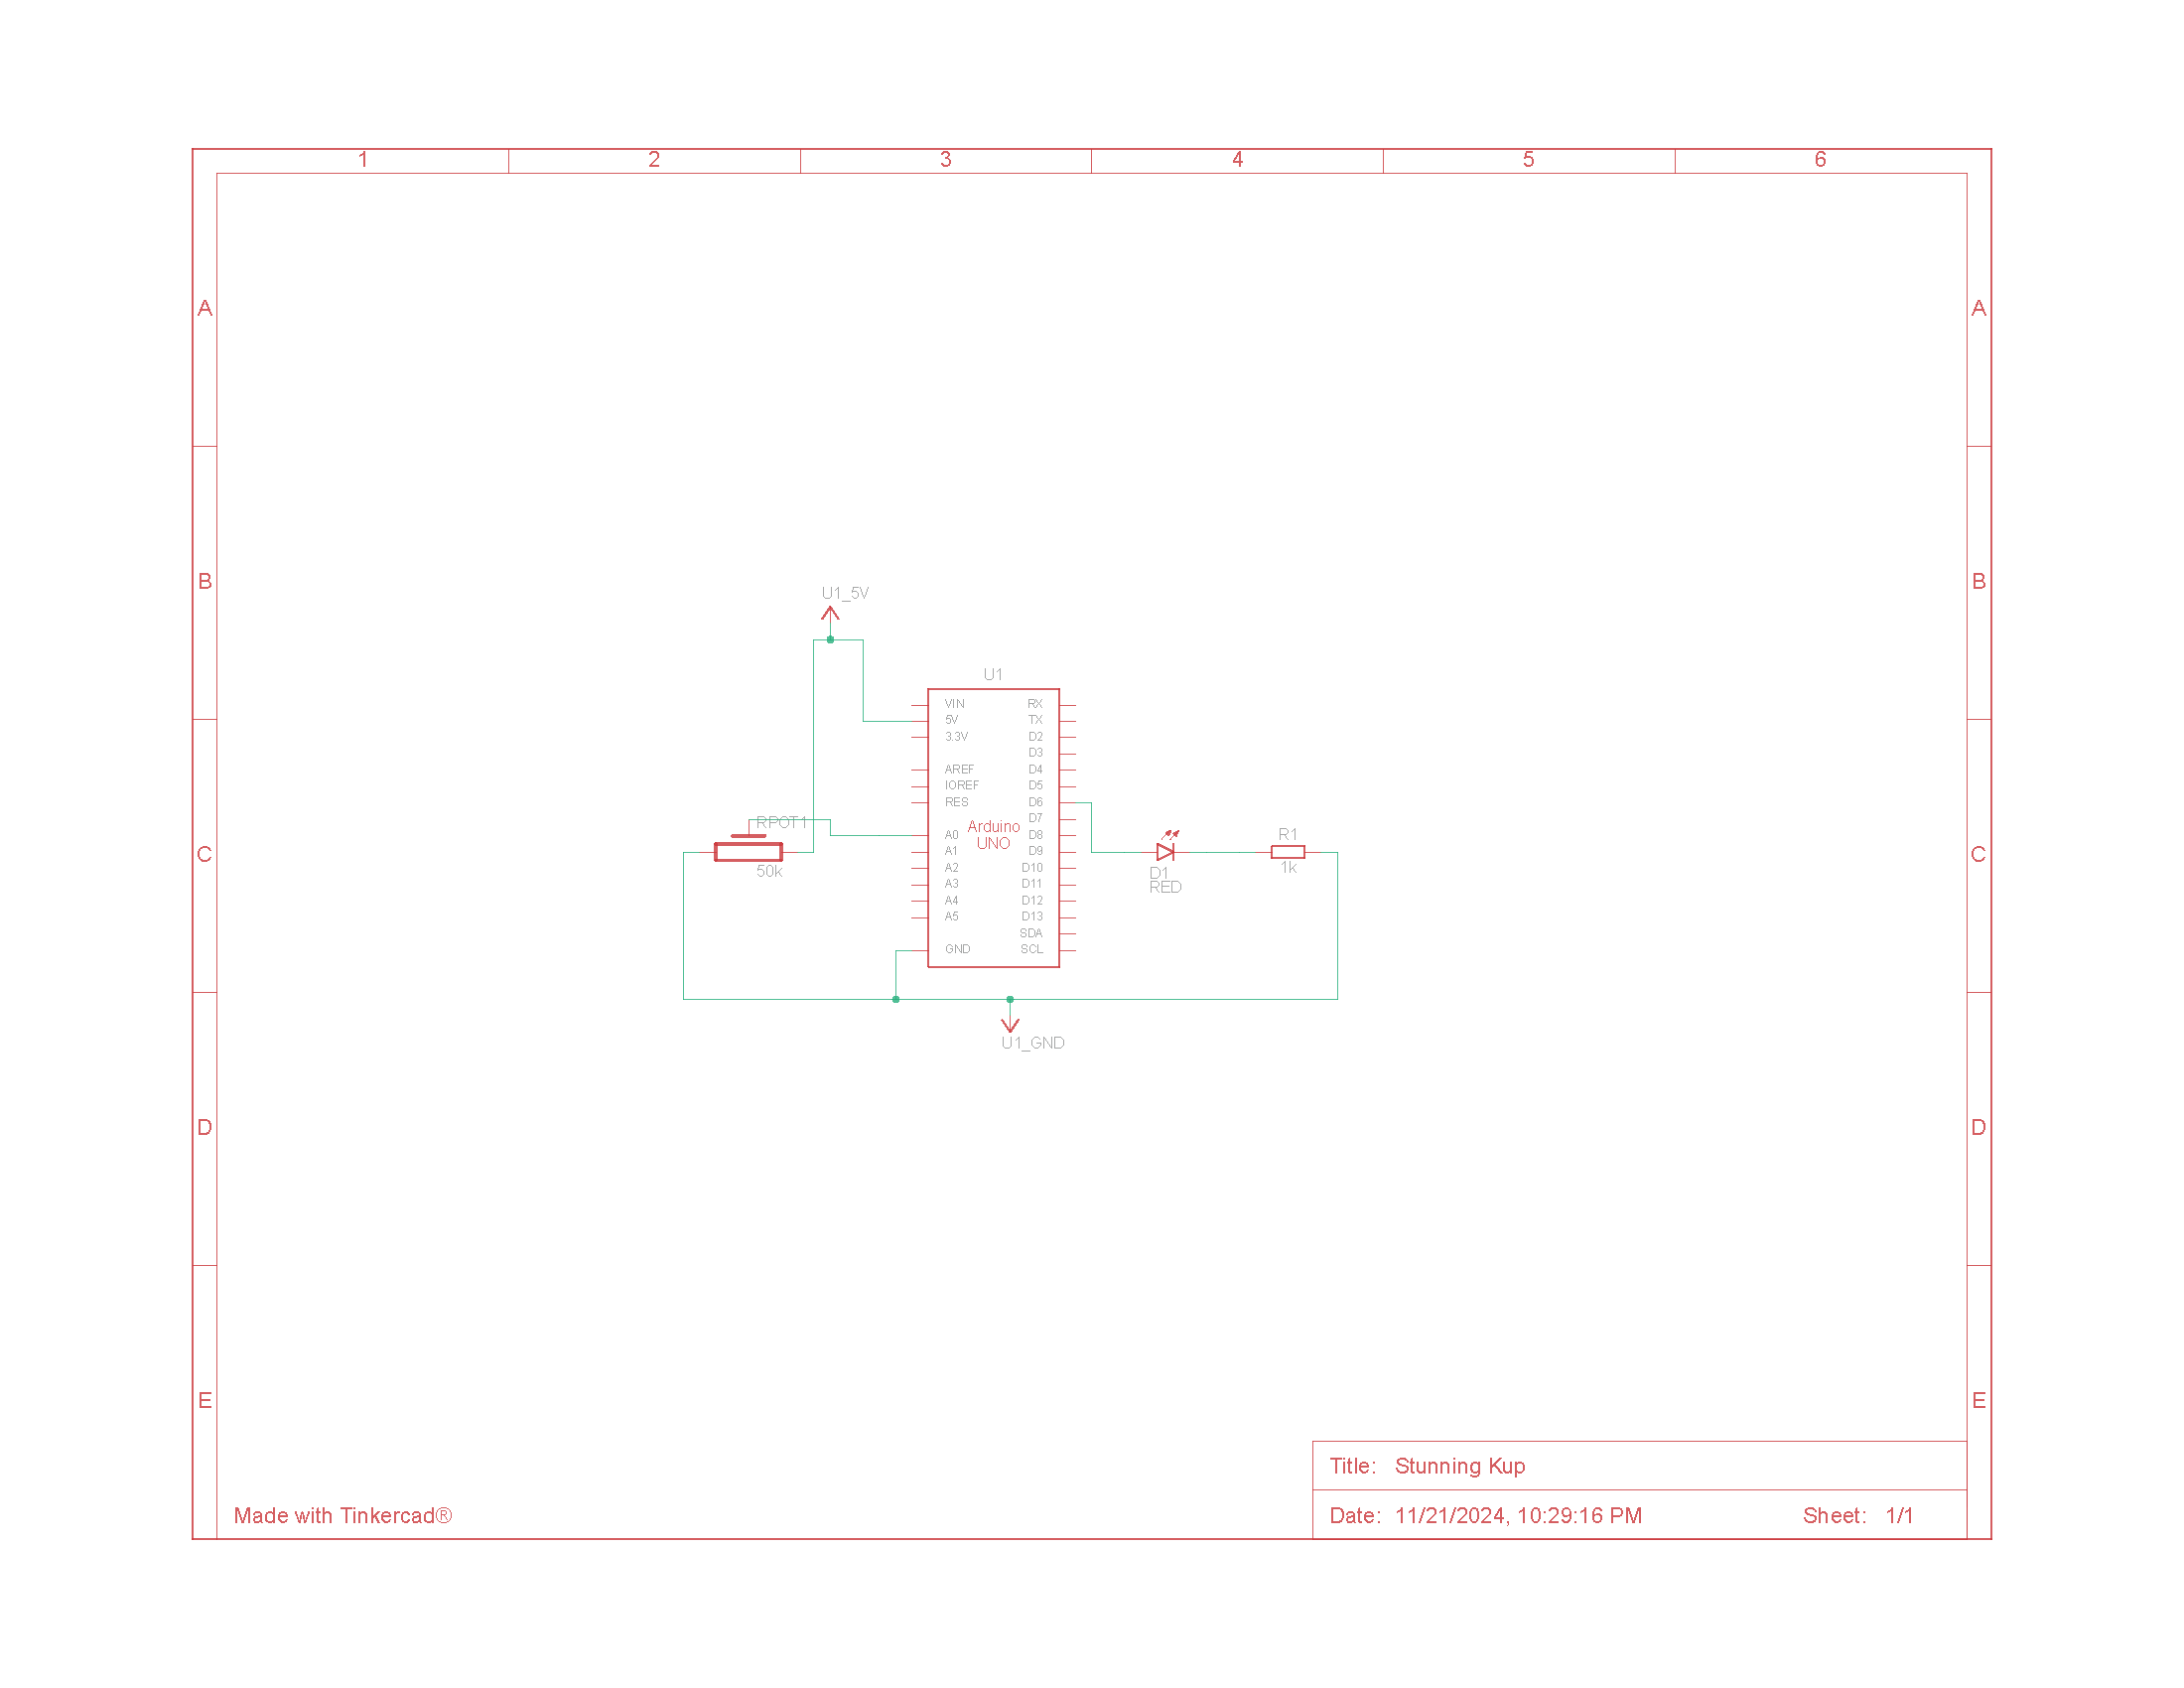 1 2 3 4 5 6
A A
B B
U1_5V
U1
VIN RX
5V TX
3.3V D2
D3
AREF D4
IOREF D5
RES D6
D7
RPOT1 Arduino
A0 D8
R1
UNO
A1 D9
C C
50k A2 D10 D1 1k
A3 D11 RED
A4 D12
A5 D13
SDA
GND SCL
U1_GND
D D
E E
Title: Stunning Kup
Made with Tinkercad® Date: 11/21/2024, 10:29:16 PM Sheet: 1/1